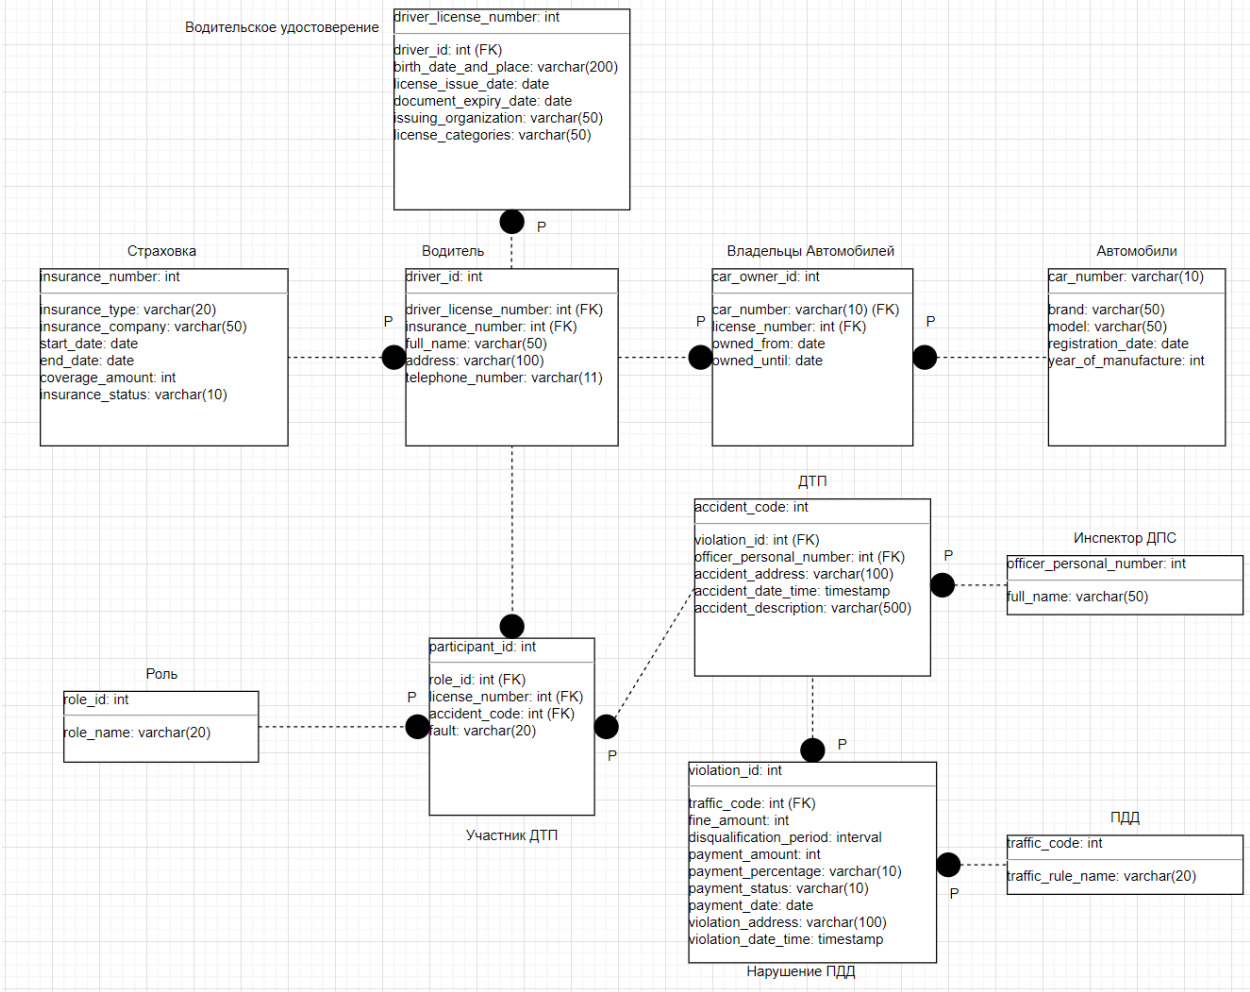 Водительское удостоверение
driver_license_number: int
driver_id: int (FK)
birth_date_and_place: varchar(200)
license_issue_date: date
document_expiry_date: date
issuing_organization: varchar(50)
license_categories: varchar(50)
P
Страховка
insurance_number: int
insurance_type: varchar(20)
insurance_company: varchar(50)
start_date: date
end_date: date
coverage_amount: int
insurance_status: varchar(10)
P
Водитель
driver_id: int
driver_license_number: int (FK)
insurance_number: int (FK)
full_name: varchar(50)
address: varchar(100)
telephone_number: varchar(11)
P
Владельцы Автомобилей
car_owner_id: int
car_number: varchar(10) (FK)
license_number: int (FK)
owned_from: date
owned_until: date
P
Автомобили
car_number: varchar(10)
brand: varchar(50)
model: varchar(50)
registration_date: date
year_of_manufacture: int
ДТП
accident_code: int
violation_id: int (FK)
officer_personal_number: int (FK)
accident_address: varchar(100)
accident_date_time: timestamp
accident_description: varchar(500)
P
Инспектор ДПС
officer_personal_number: int
full_name: varchar(50)
Роль
role_id: int
role_name: varchar(20)
P
participant_id: int
role_id: int (FK)
license_number: int (FK)
accident_code: int (FK)
fault: varchar(20)
P
Участник ДТП
P
violation_id: int
traffic_code: int (FK)
fine_amount: int
disqualification_period: interval
payment_amount: int
payment_percentage: varchar(10)
payment_status: varchar(10)
payment_date: date
violation_address: varchar(100)
violation_date_time: timestamp
Нарушение ПДД
P
ПДД
traffic_code: int
traffic_rule_name: varchar(20)